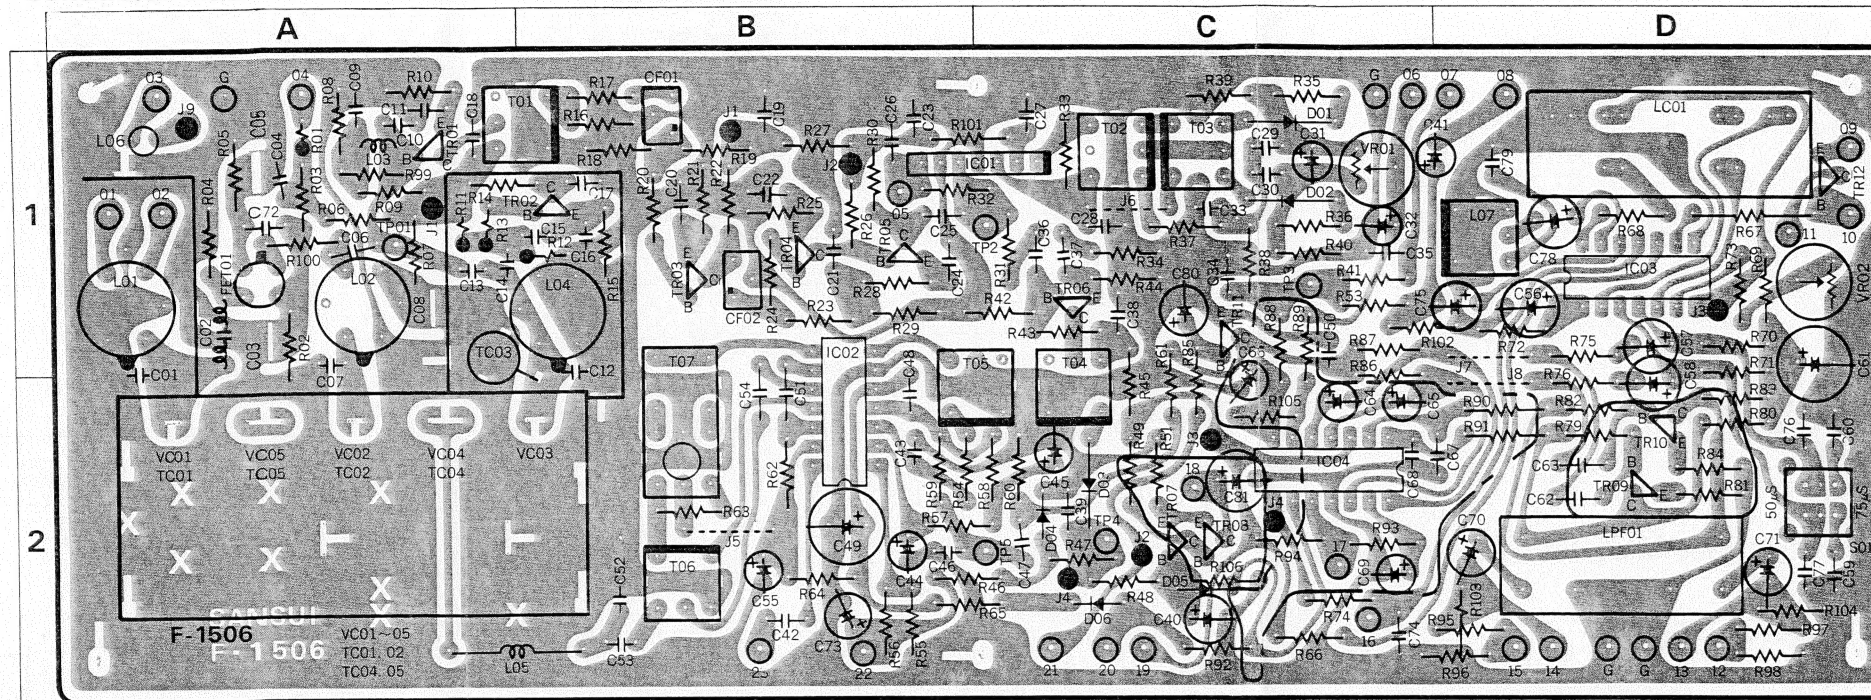 A B C D
1
2
03 G 04 R08 C09 R10 C11 C10 C18 TR01 T01 R17 CF01 R16 R18
J9 L06 R05 C05 C04 R01 L03 R99 R03 E B C
J1 C19 R19 R27 J2 R30 C26 C23 R101 C27 R33 IC01 T02 T03
R39 R35 D01 C29 C31 VR01 C30 D02 G 06 07 08 C41 C79
LC01 09 E TR12 B 10
01 02 R04 C72 R06 R09 TP01 J1 R11 R14 R13 TR02 C E B C17 C15 R12 C16
R20 C20 R21 R22 C22 R25 R26 TR05 05 C25 R32 TP2 J6 C28 C33
R37 R36 C32 R40 C35 L07 R68 R67 11
FET01 R100 C06 L02 R07 C13 C14 L04 R15 C08 L01 C02 C03 R02 C07 C01 TC03 C12
TR03 CF02 R24 TR04 C21 R28 R23 R29 C24 R31 C36 C37 R34 R44 R42 TR06 C38 R43
C80 C34 R38 TP3 R41 R53 C75 TR11 R88 R89 C50 R87 R86 R102
C78 C56 IC03 R73 R69 VR02 J3 R72 R75 R76 J7 J8 C57 C58 R70 R71 R83 R80 C61
T07 C54 C51 IC02 C48 T05 T04 R45 R61 R85 C65 R105 C64 C65
R90 R91 R82 R79 TR10 C76 C60
VC01 VC05 VC02 VC04 VC03
TC01 TC05 TC02 TC04
R62 C43 R59 R54 R58 R60 C45 D03 R49 R51 J3 18 C31 IC04 C68 C67
C63 C62 TR09 R84 R81 50μS 75μS
R63 J5 C49 R57 C44 C46 TP5 C47 D04 C39 TP4 R47 J2 TR07 TR08 J4 R94 R93
C70 LPF01 C71 S01
T06 C52 C55 R64 C42 C73 R46 R65 J4 R48 D06 D05 R106 C40 17 C69 R74 16 C74
R103 R95 C77 C59 R104 R97
SANSUI
F-1506
F-1506
VC01~05
TC01. 02
TC04. 05
L05 C53 22 R56 R55 21 20 19 R92 R66 R96 15 14 G G 13 12 R98